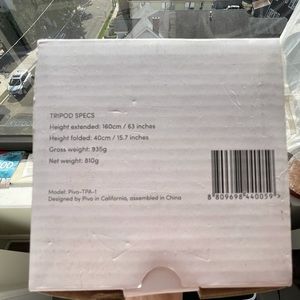 TRIPOD SPECS
Height extended: 160cm / 63 inches
Height folded: 40cm / 15.7 inches
Gross weight: 935g
Net weight: 810g
8 809698 440059 >
Model: Pivo-TPA-1
Designed by Pivo in California, assembled in China